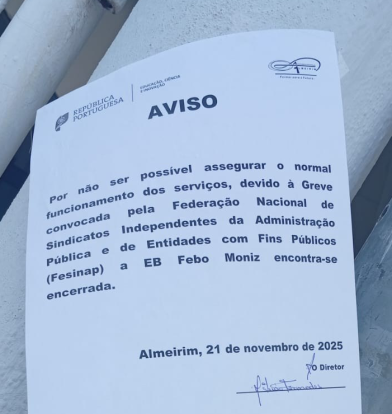 REPÚBLICA
PORTUGUESA
EDUCAÇÃO, CIÊNCIA
E INOVAÇÃO
AVISO
Por não ser possível assegurar o normal
funcionamento dos serviços, devido à Greve
convocada pela Federação Nacional de
Sindicatos Independentes da Administração
Pública e de Entidades com Fins Públicos
(Fesinap) a EB Febo Moniz encontra-se
encerrada.
Almeirim, 21 de novembro de 2025
O Diretor